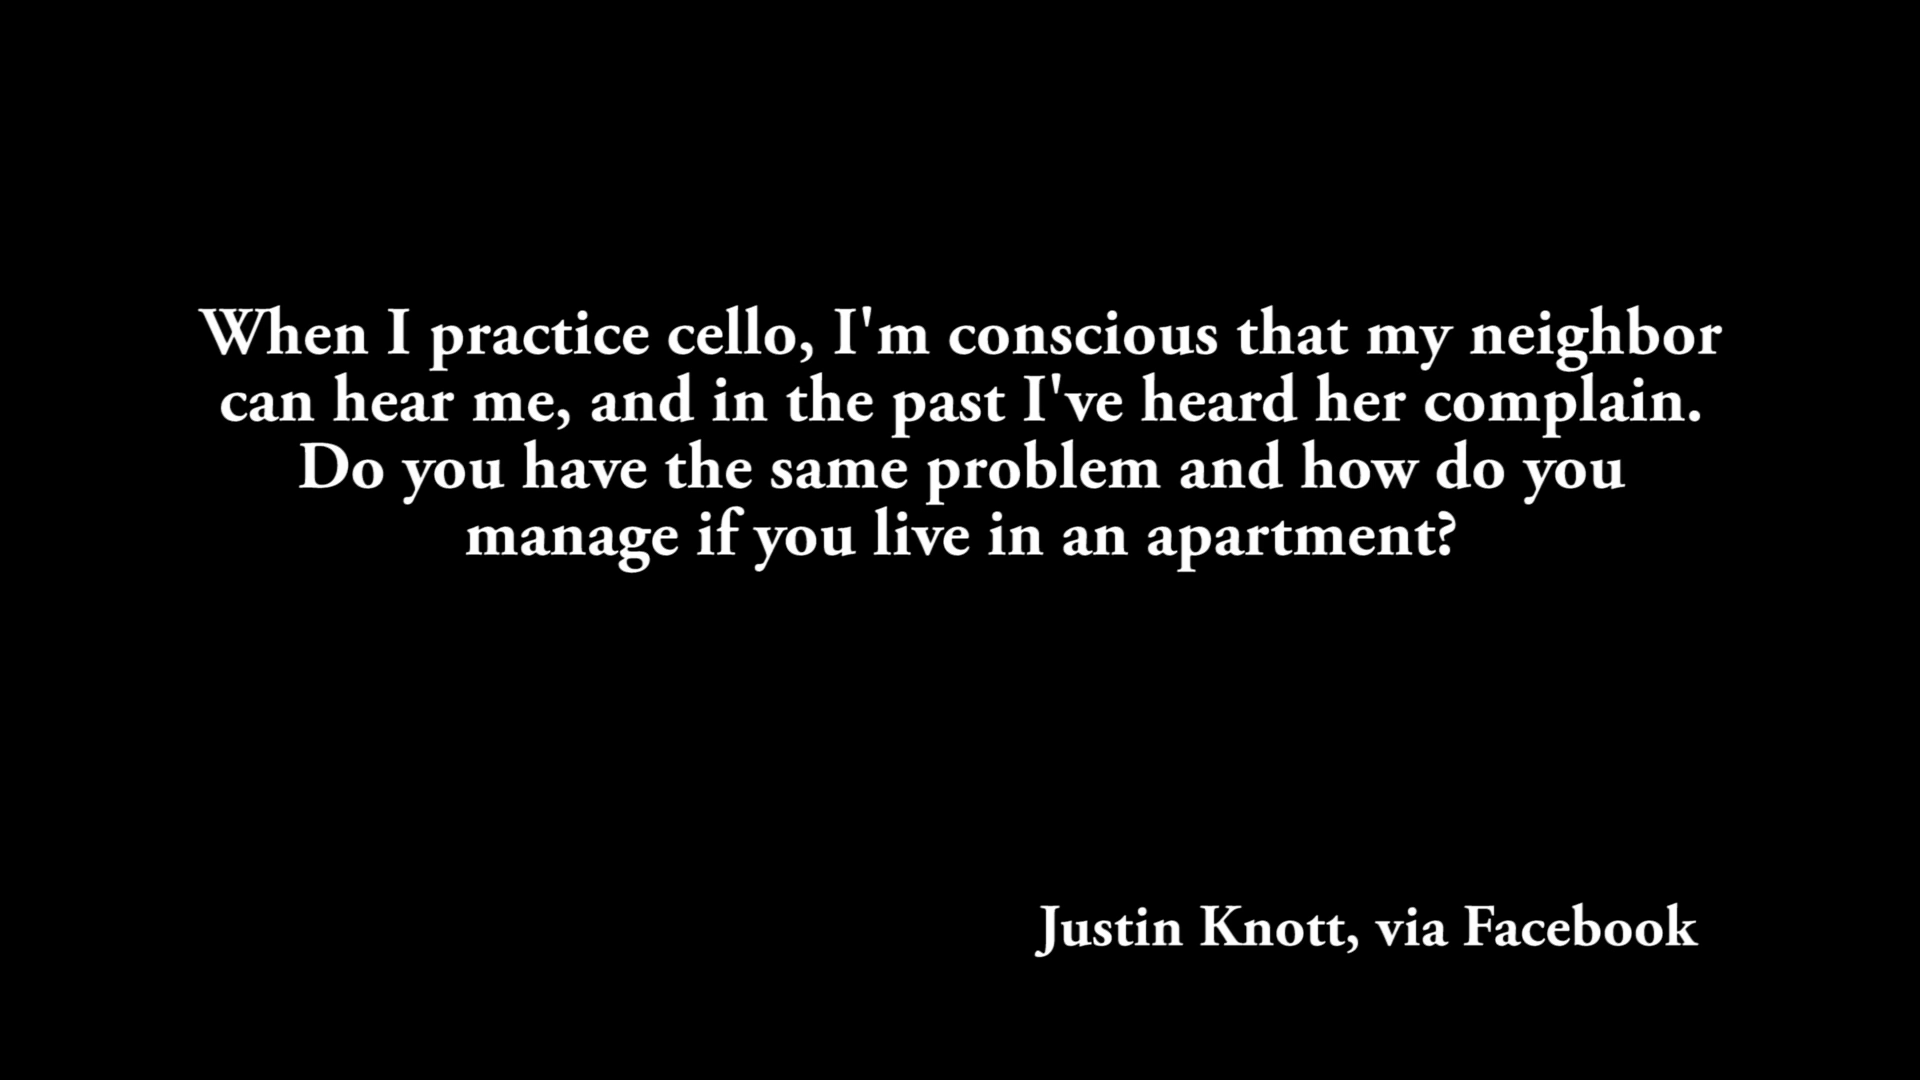 When I practice cello, I'm conscious that my neighbor
can hear me, and in the past I've heard her complain.
Do you have the same problem and how do you
manage if you live in an apartment?
Justin Knott, via Facebook